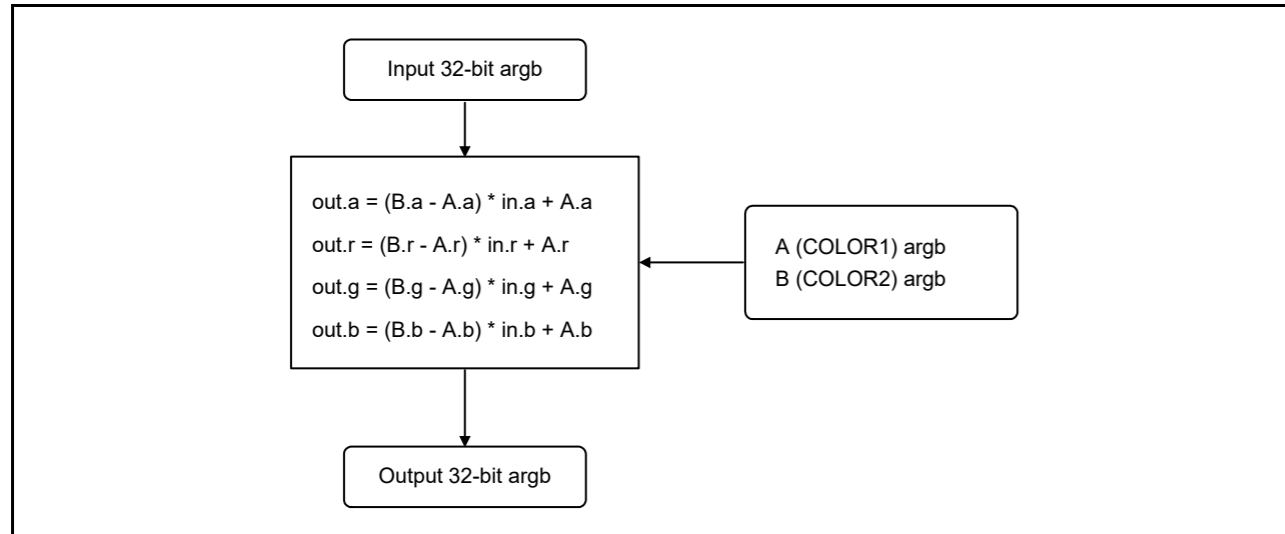 Input 32-bit argb
out.a = (B.a - A.a) * in.a + A.a
out.r = (B.r - A.r) * in.r + A.r
out.g = (B.g - A.g) * in.g + A.g
out.b = (B.b - A.b) * in.b + A.b
A (COLOR1) argb
B (COLOR2) argb
Output 32-bit argb